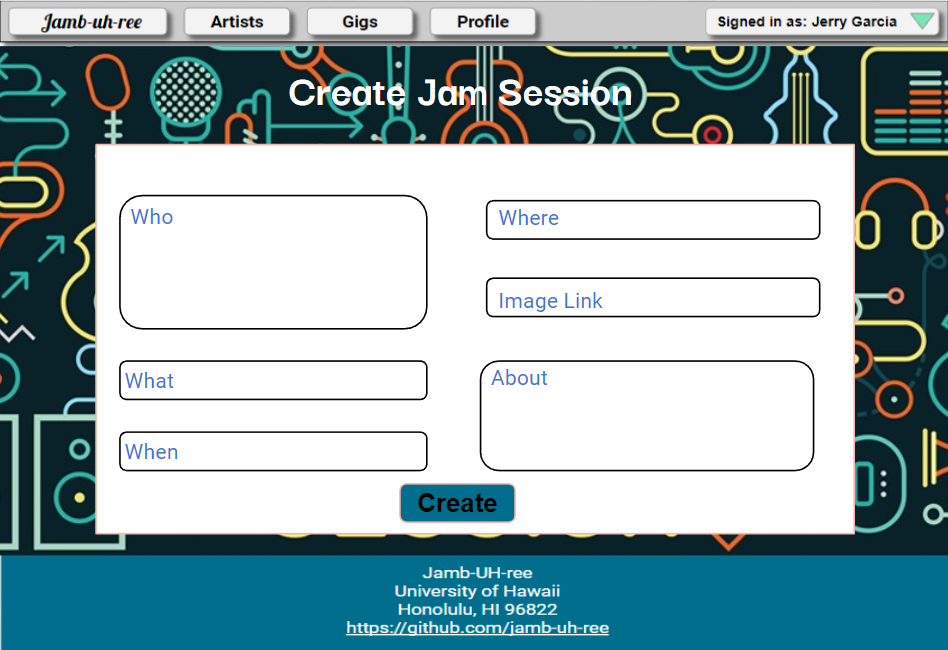 Jamb-uh-ree Artists Gigs Profile Signed in as: Jerry Garcia
Create Jam Session
Who
Where
Image Link
What
About
When
Create
Jamb-UH-ree
University of Hawaii
Honolulu, HI 96822
https://github.com/jamb-uh-ree